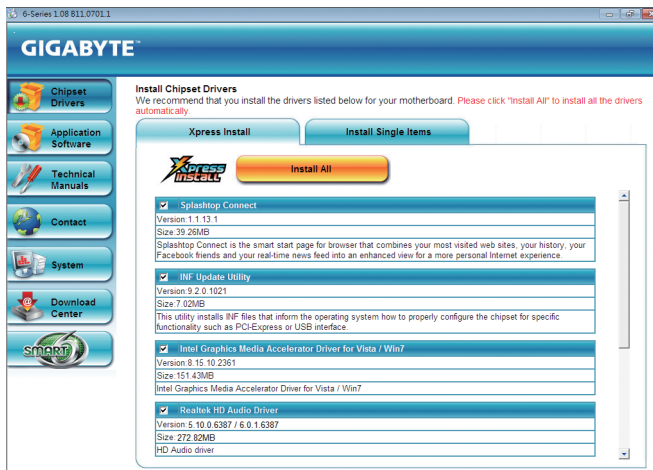 6-Series 1.08 B11.0701.1
GIGABYTE™
Chipset
Drivers
Application
Software
Technical
Manuals
Contact
System
Download
Center
SMART6
Install Chipset Drivers
We recommend that you install the drivers listed below for your motherboard. Please click "Install All" to install all the drivers
automatically.
Xpress Install
Install Single Items
Xpress
INSTALL
Install All
Splashtop Connect
Version:1.1.13.1
Size:39.26MB
Splashtop Connect is the smart start page for browser that combines your most visited web sites, your history, your
Facebook friends and your real-time news feed into an enhanced view for a more personal Internet experience.
INF Update Utility
Version:9.2.0.1021
Size:7.02MB
This utility installs INF files that inform the operating system how to properly configure the chipset for specific
functionality such as PCI-Express or USB interface.
Intel Graphics Media Accelerator Driver for Vista / Win7
Version:8.15.10.2361
Size:151.43MB
Intel Graphics Media Accelerator Driver for Vista / Win7
Realtek HD Audio Driver
Version: 5.10.0.6387 / 6.0.1.6387
Size: 272.82MB
HD Audio driver